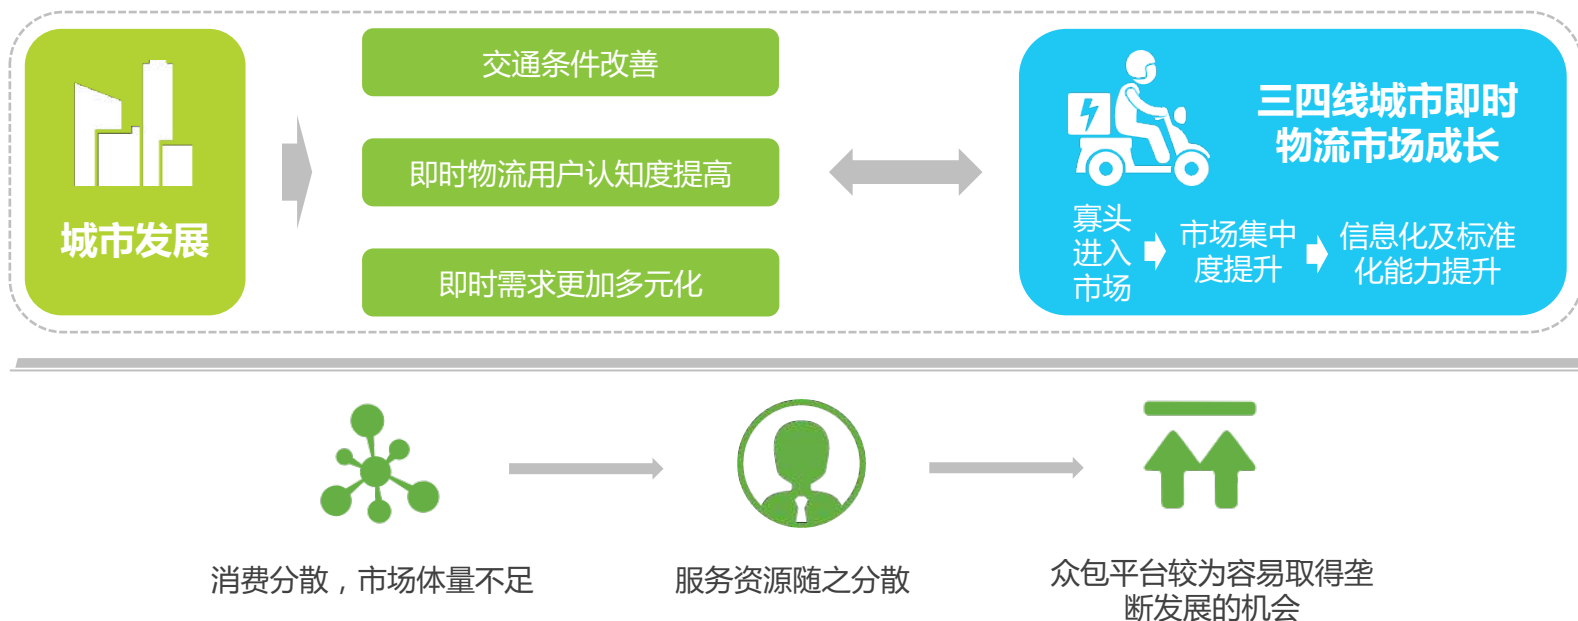 城市发展
交通条件改善
即时物流用户认知度提高
即时需求更加多元化
三四线城市即时
物流市场成长
寡头
进入
市场
市场集中
度提升
信息化及标准
化能力提升
消费分散，市场体量不足
服务资源随之分散
众包平台较为容易取得垄
断发展的机会